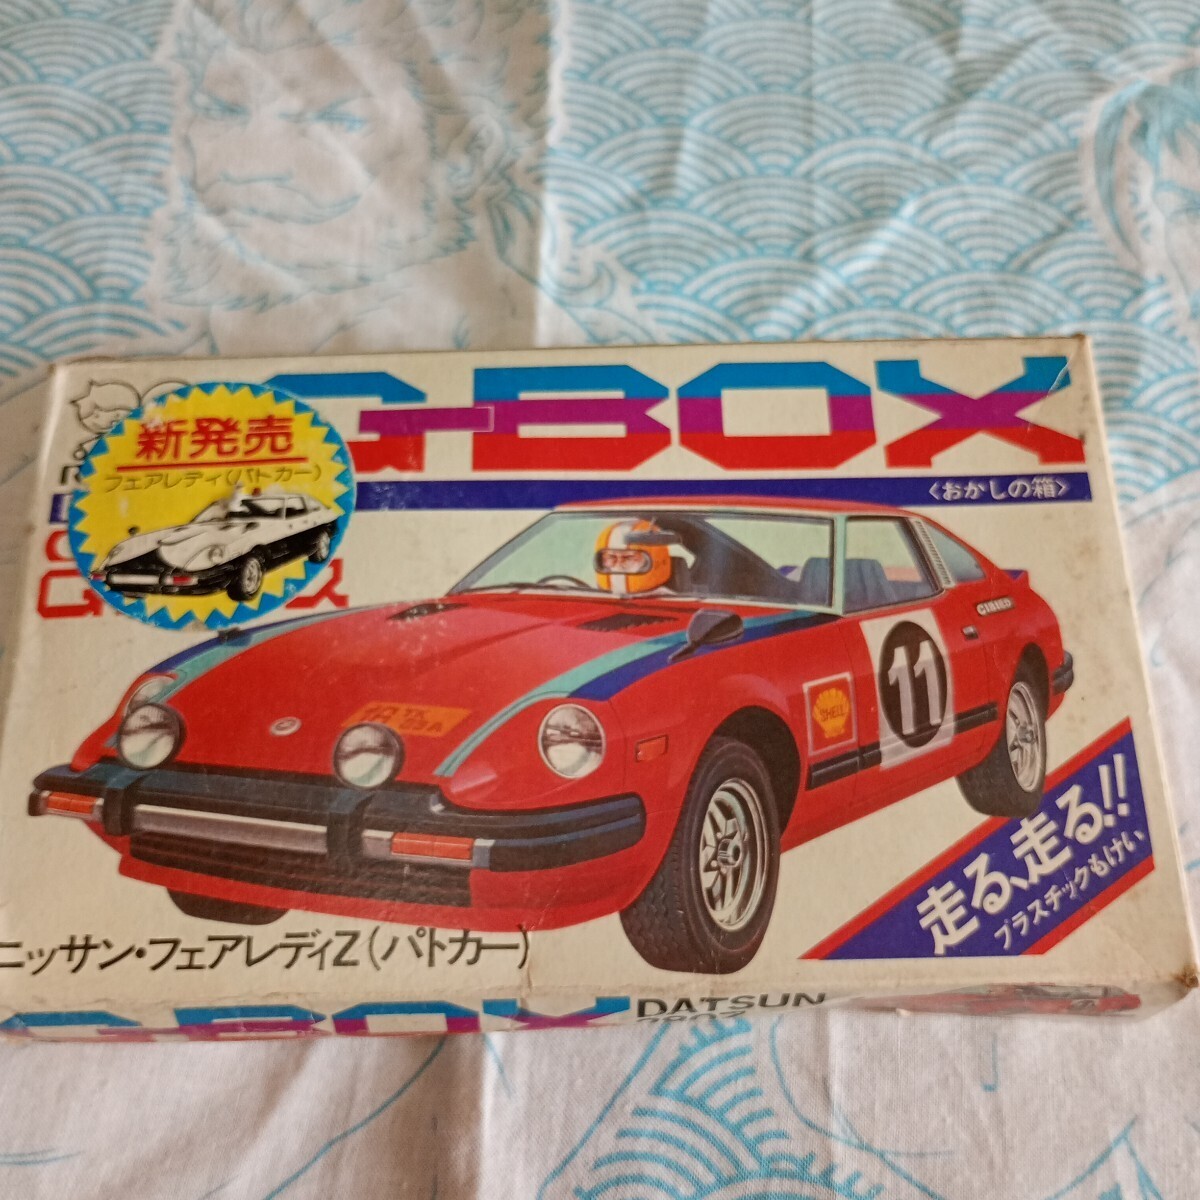 G-BOX
新発売
フェアレディ(パトカー)
〈おかしの箱〉
11
SHELL
走る、走る!!
プラスチックもけい
ニッサン・フェアレディZ(パトカー)
G-BOX
DATSUN